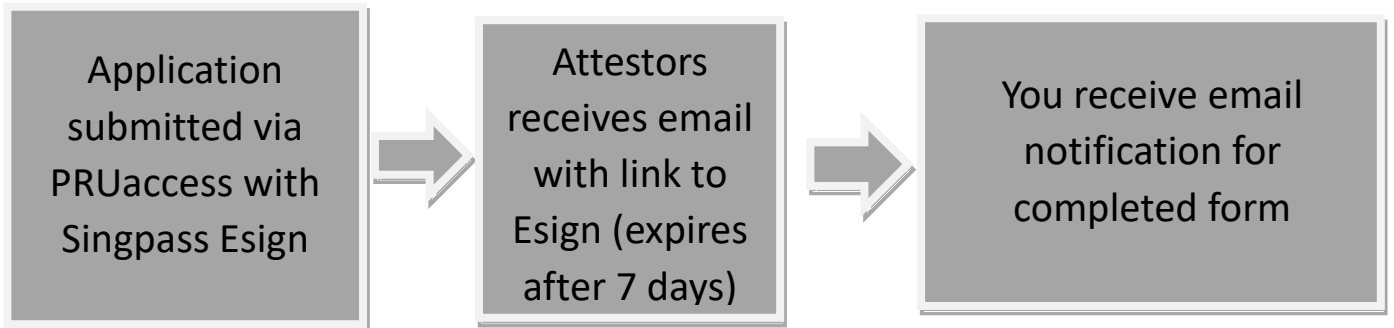 Application
submitted via
PRUaccess with
Singpass Esign
Attestors
receives email
with link to
Esign (expires
after 7 days)
You receive email
notification for
completed form